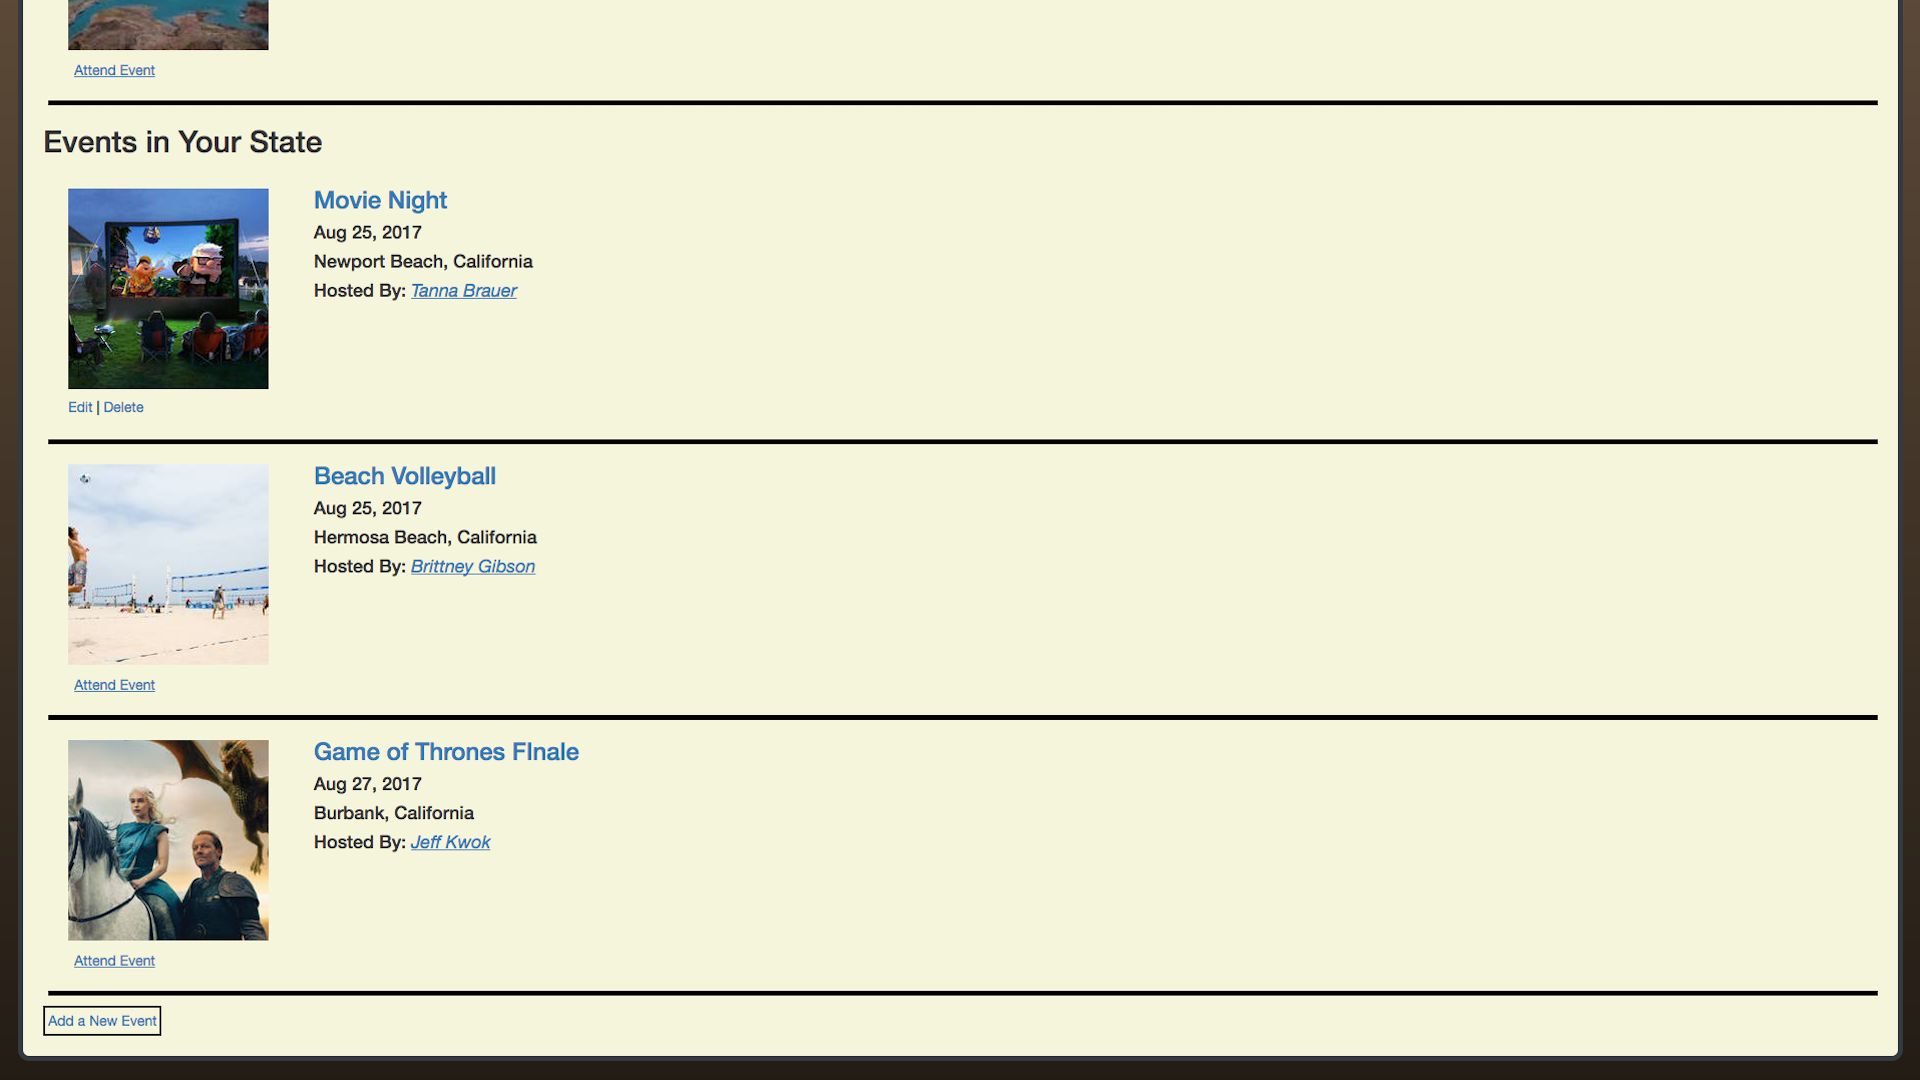 Attend Event
Events in Your State
Movie Night
Aug 25, 2017
Newport Beach, California
Hosted By: Tanna Brauer
Edit | Delete
Beach Volleyball
Aug 25, 2017
Hermosa Beach, California
Hosted By: Brittney Gibson
Attend Event
Game of Thrones FInale
Aug 27, 2017
Burbank, California
Hosted By: Jeff Kwok
Attend Event
Add a New Event